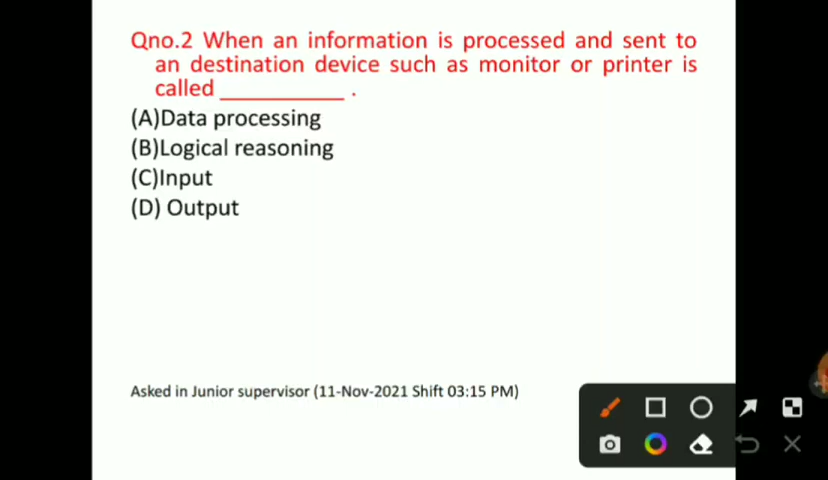 Qno.2 When an information is processed and sent to
an destination device such as monitor or printer is
called __________ .
(A)Data processing
(B)Logical reasoning
(C)Input
(D) Output
Asked in Junior supervisor (11-Nov-2021 Shift 03:15 PM)